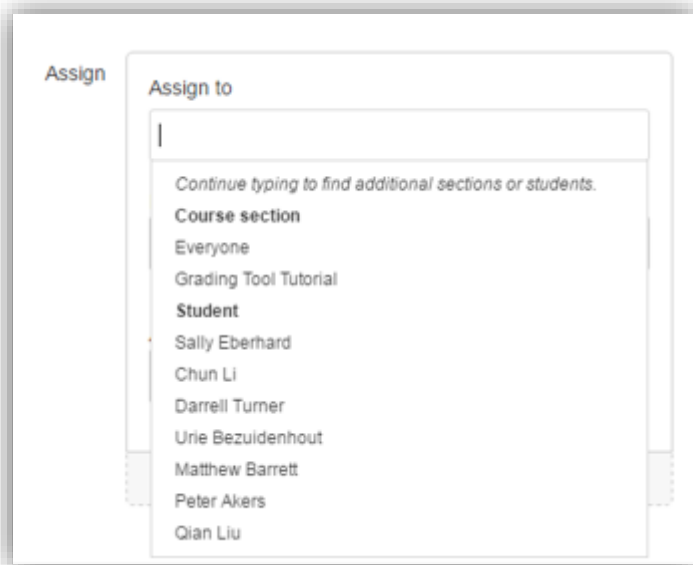 Assign
Assign to
Continue typing to find additional sections or students.
Course section
Everyone
Grading Tool Tutorial
Student
Sally Eberhard
Chun Li
Darrell Turner
Urie Bezuidenhout
Matthew Barrett
Peter Akers
Qian Liu